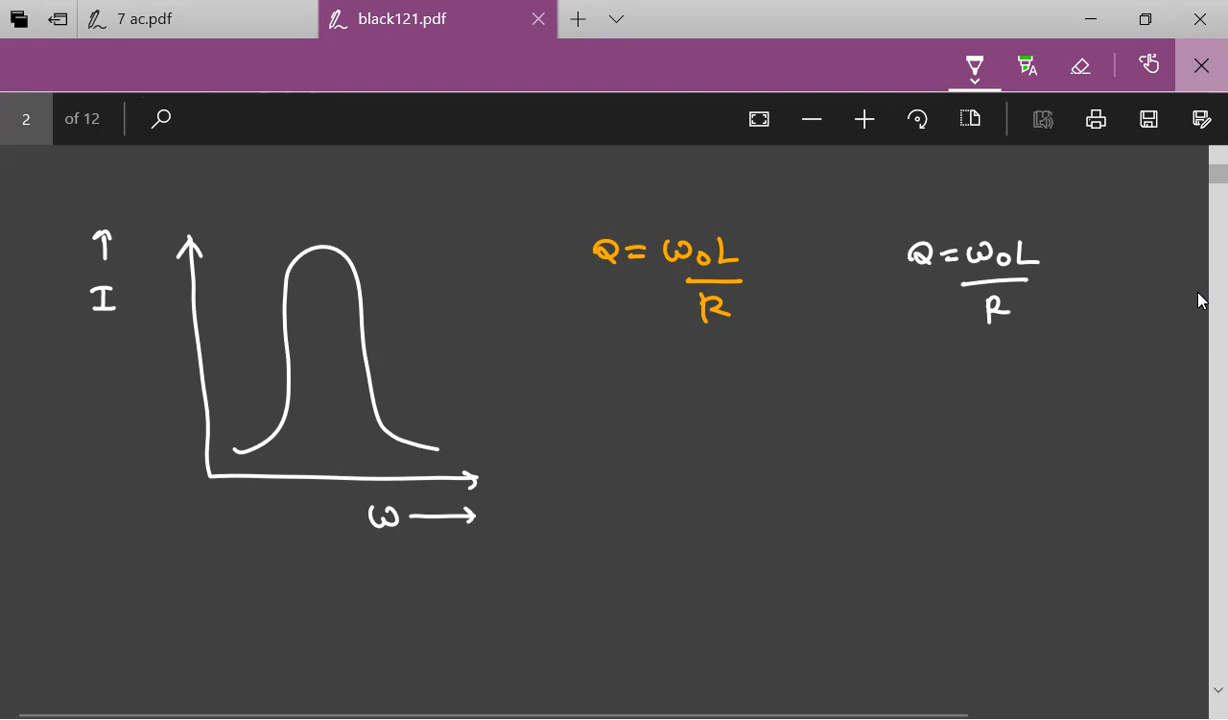 7 ac.pdf
black121.pdf
2 of 12
A
↑
I
ω →
Q = ω₀L
R
Q = ω₀L
R